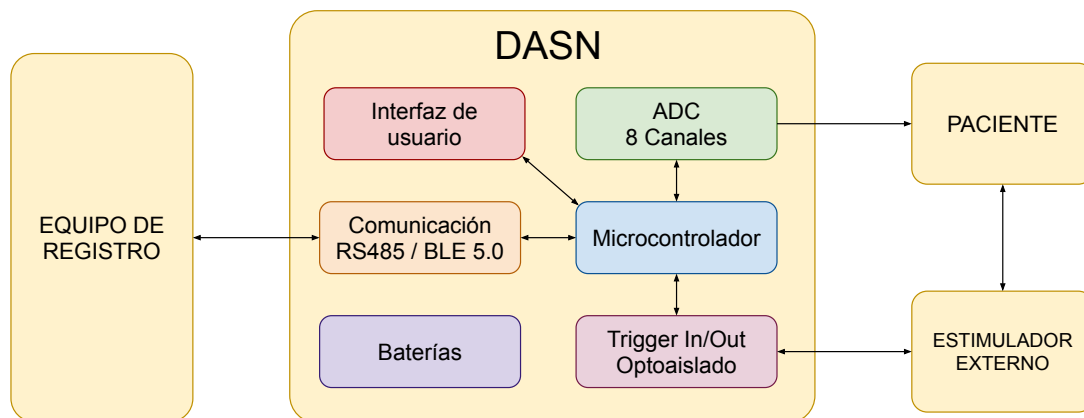 DASN
EQUIPO DE
REGISTRO
Interfaz de
usuario
ADC
8 Canales
Comunicación
RS485 / BLE 5.0
Microcontrolador
Baterías
Trigger In/Out
Optoaislado
PACIENTE
ESTIMULADOR
EXTERNO